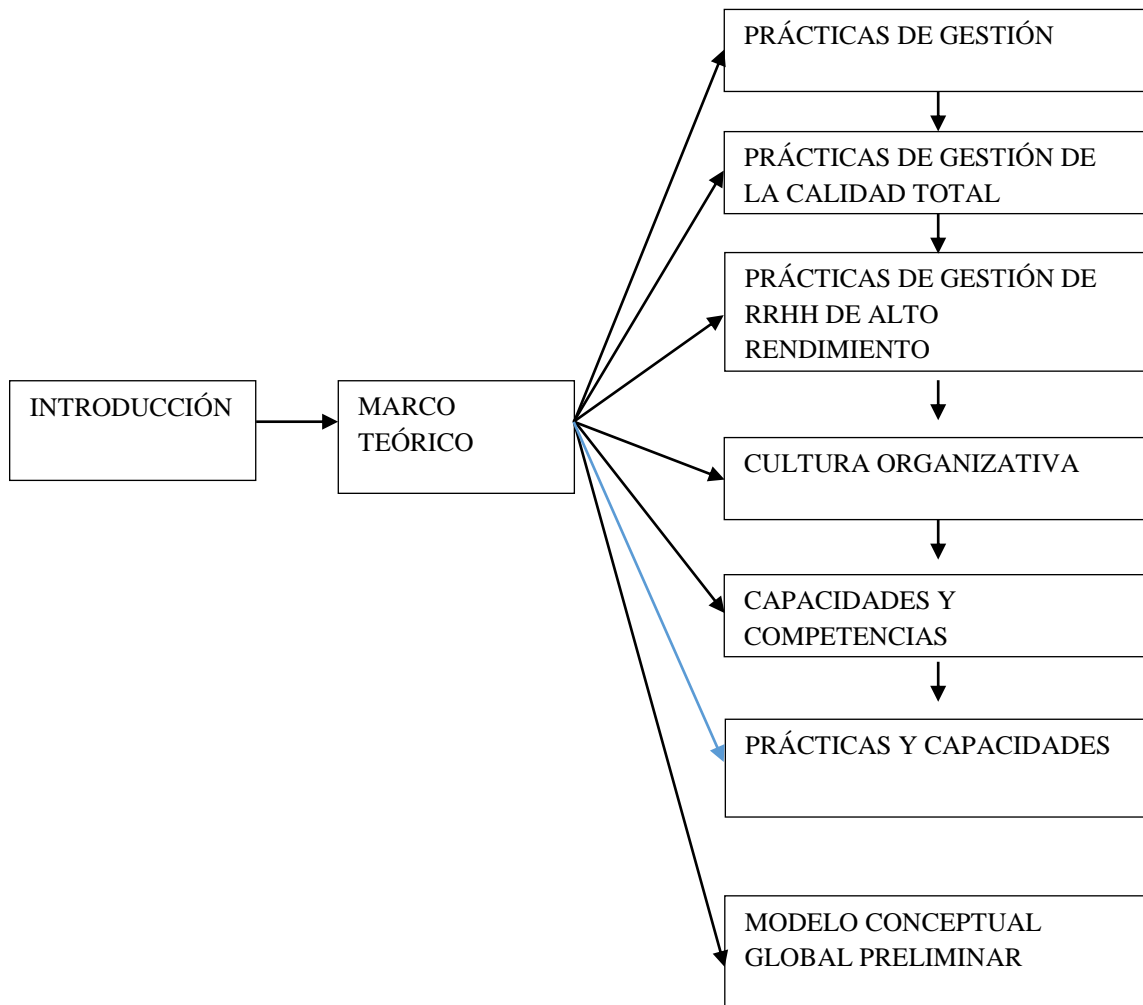 PRÁCTICAS DE GESTIÓN
PRÁCTICAS DE GESTIÓN DE
LA CALIDAD TOTAL
PRÁCTICAS DE GESTIÓN DE
RRHH DE ALTO
RENDIMIENTO
INTRODUCCIÓN
MARCO
TEÓRICO
CULTURA ORGANIZATIVA
CAPACIDADES Y
COMPETENCIAS
PRÁCTICAS Y CAPACIDADES
MODELO CONCEPTUAL
GLOBAL PRELIMINAR